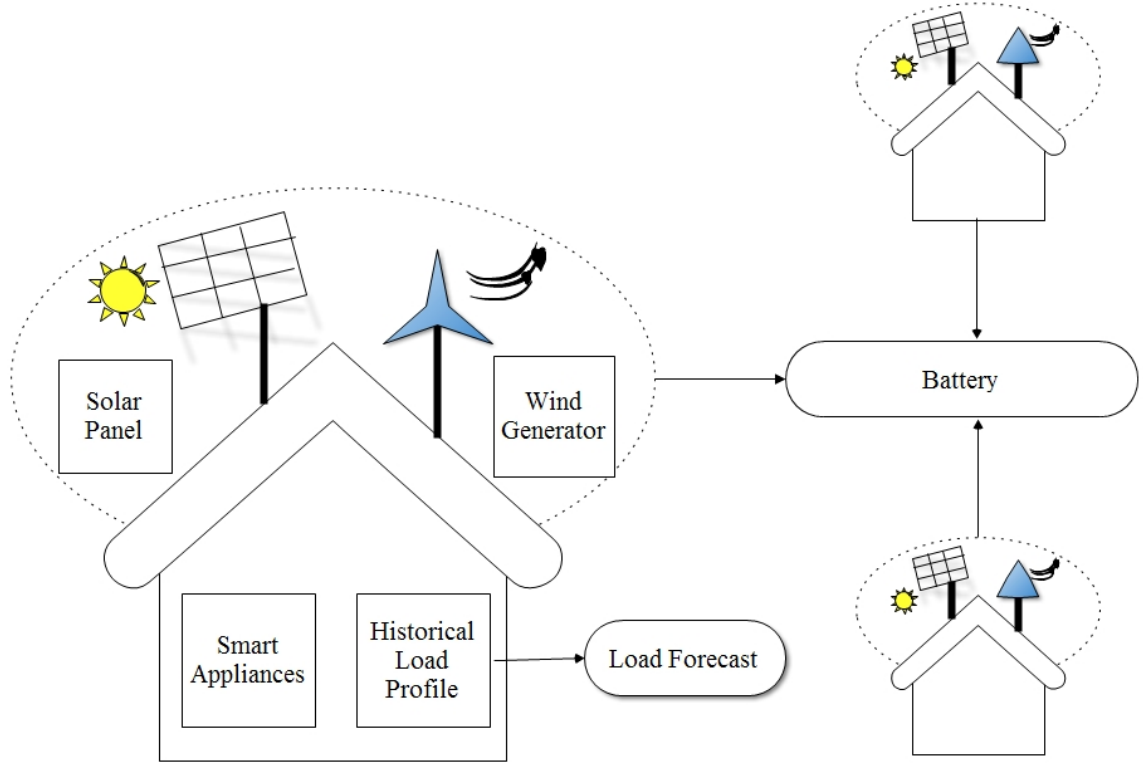 Solar
Panel
Wind
Generator
Battery
Smart
Appliances
Historical
Load
Profile
Load Forecast